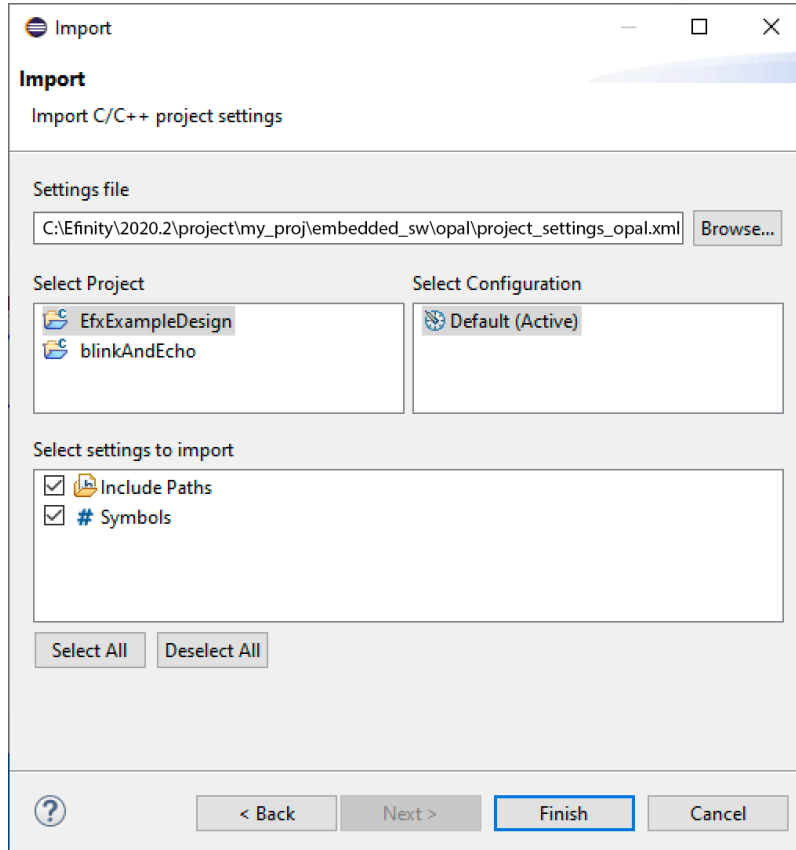 Import
Import
Import C/C++ project settings
Settings file
C:\Efinity\2020.2\project\my_proj\embedded_sw\opal\project_settings_opal.xml Browse...
Select Project Select Configuration
EfxExampleDesign Default (Active)
blinkAndEcho
Select settings to import
Include Paths
# Symbols
Select All Deselect All
? < Back Next > Finish Cancel